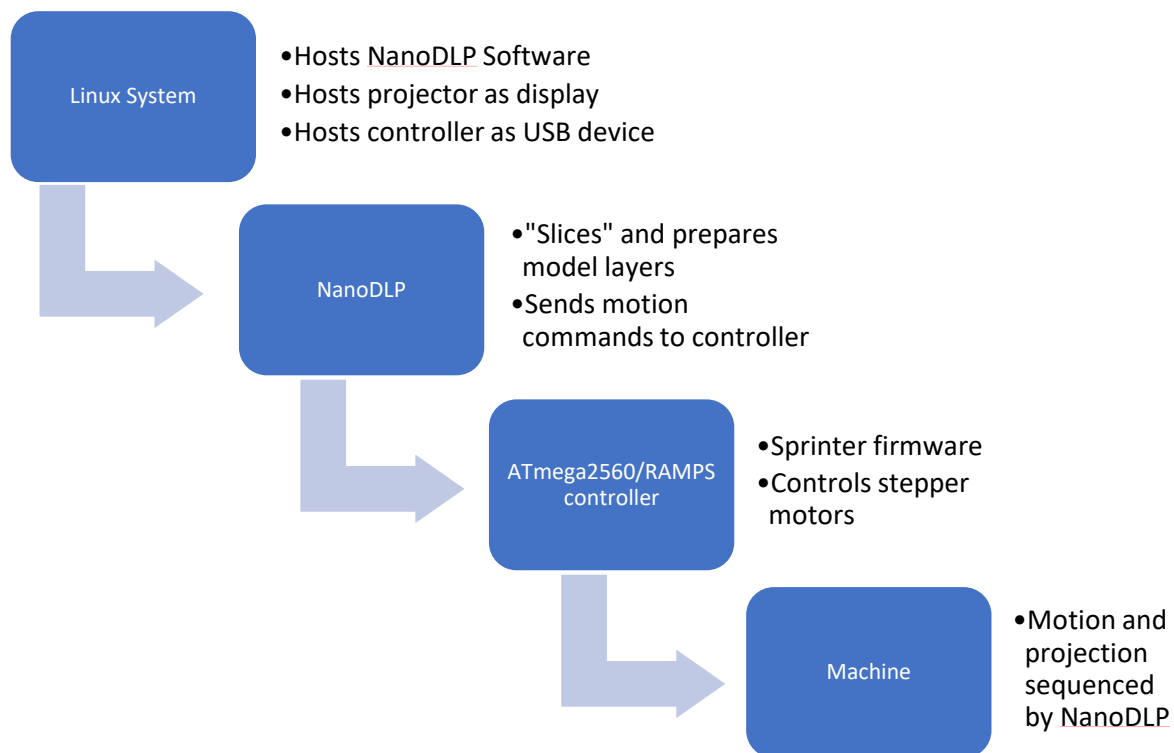 Linux System
•Hosts NanoDLP Software
•Hosts projector as display
•Hosts controller as USB device
NanoDLP
•"Slices" and prepares
model layers
•Sends motion
commands to controller
ATmega2560/RAMPS
controller
•Sprinter firmware
•Controls stepper
motors
Machine
•Motion and
projection
sequenced
by NanoDLP